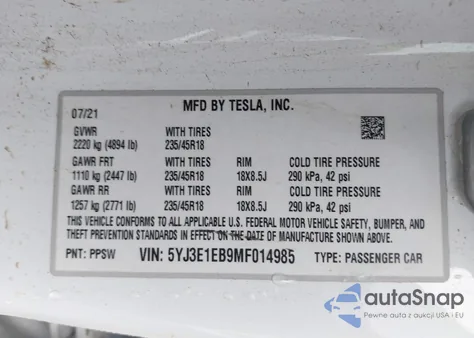 MFD BY TESLA, INC.
07/21
GVWR WITH TIRES
2220 kg (4894 lb) 235/45R18
GAWR FRT WITH TIRES RIM COLD TIRE PRESSURE
1110 kg (2447 lb) 235/45R18 18X8.5J 290 kPa, 42 psi
GAWR RR WITH TIRES RIM COLD TIRE PRESSURE
1257 kg (2771 lb) 235/45R18 18X8.5J 290 kPa, 42 psi
THIS VEHICLE CONFORMS TO ALL APPLICABLE U.S. FEDERAL MOTOR VEHICLE SAFETY, BUMPER, AND
THEFT PREVENTION STANDARDS IN EFFECT ON THE DATE OF MANUFACTURE SHOWN ABOVE.
PNT: PPSW VIN: 5YJ3E1EB9MF014985 TYPE: PASSENGER CAR
autoSnap
Pewne auta z aukcji USA i EU